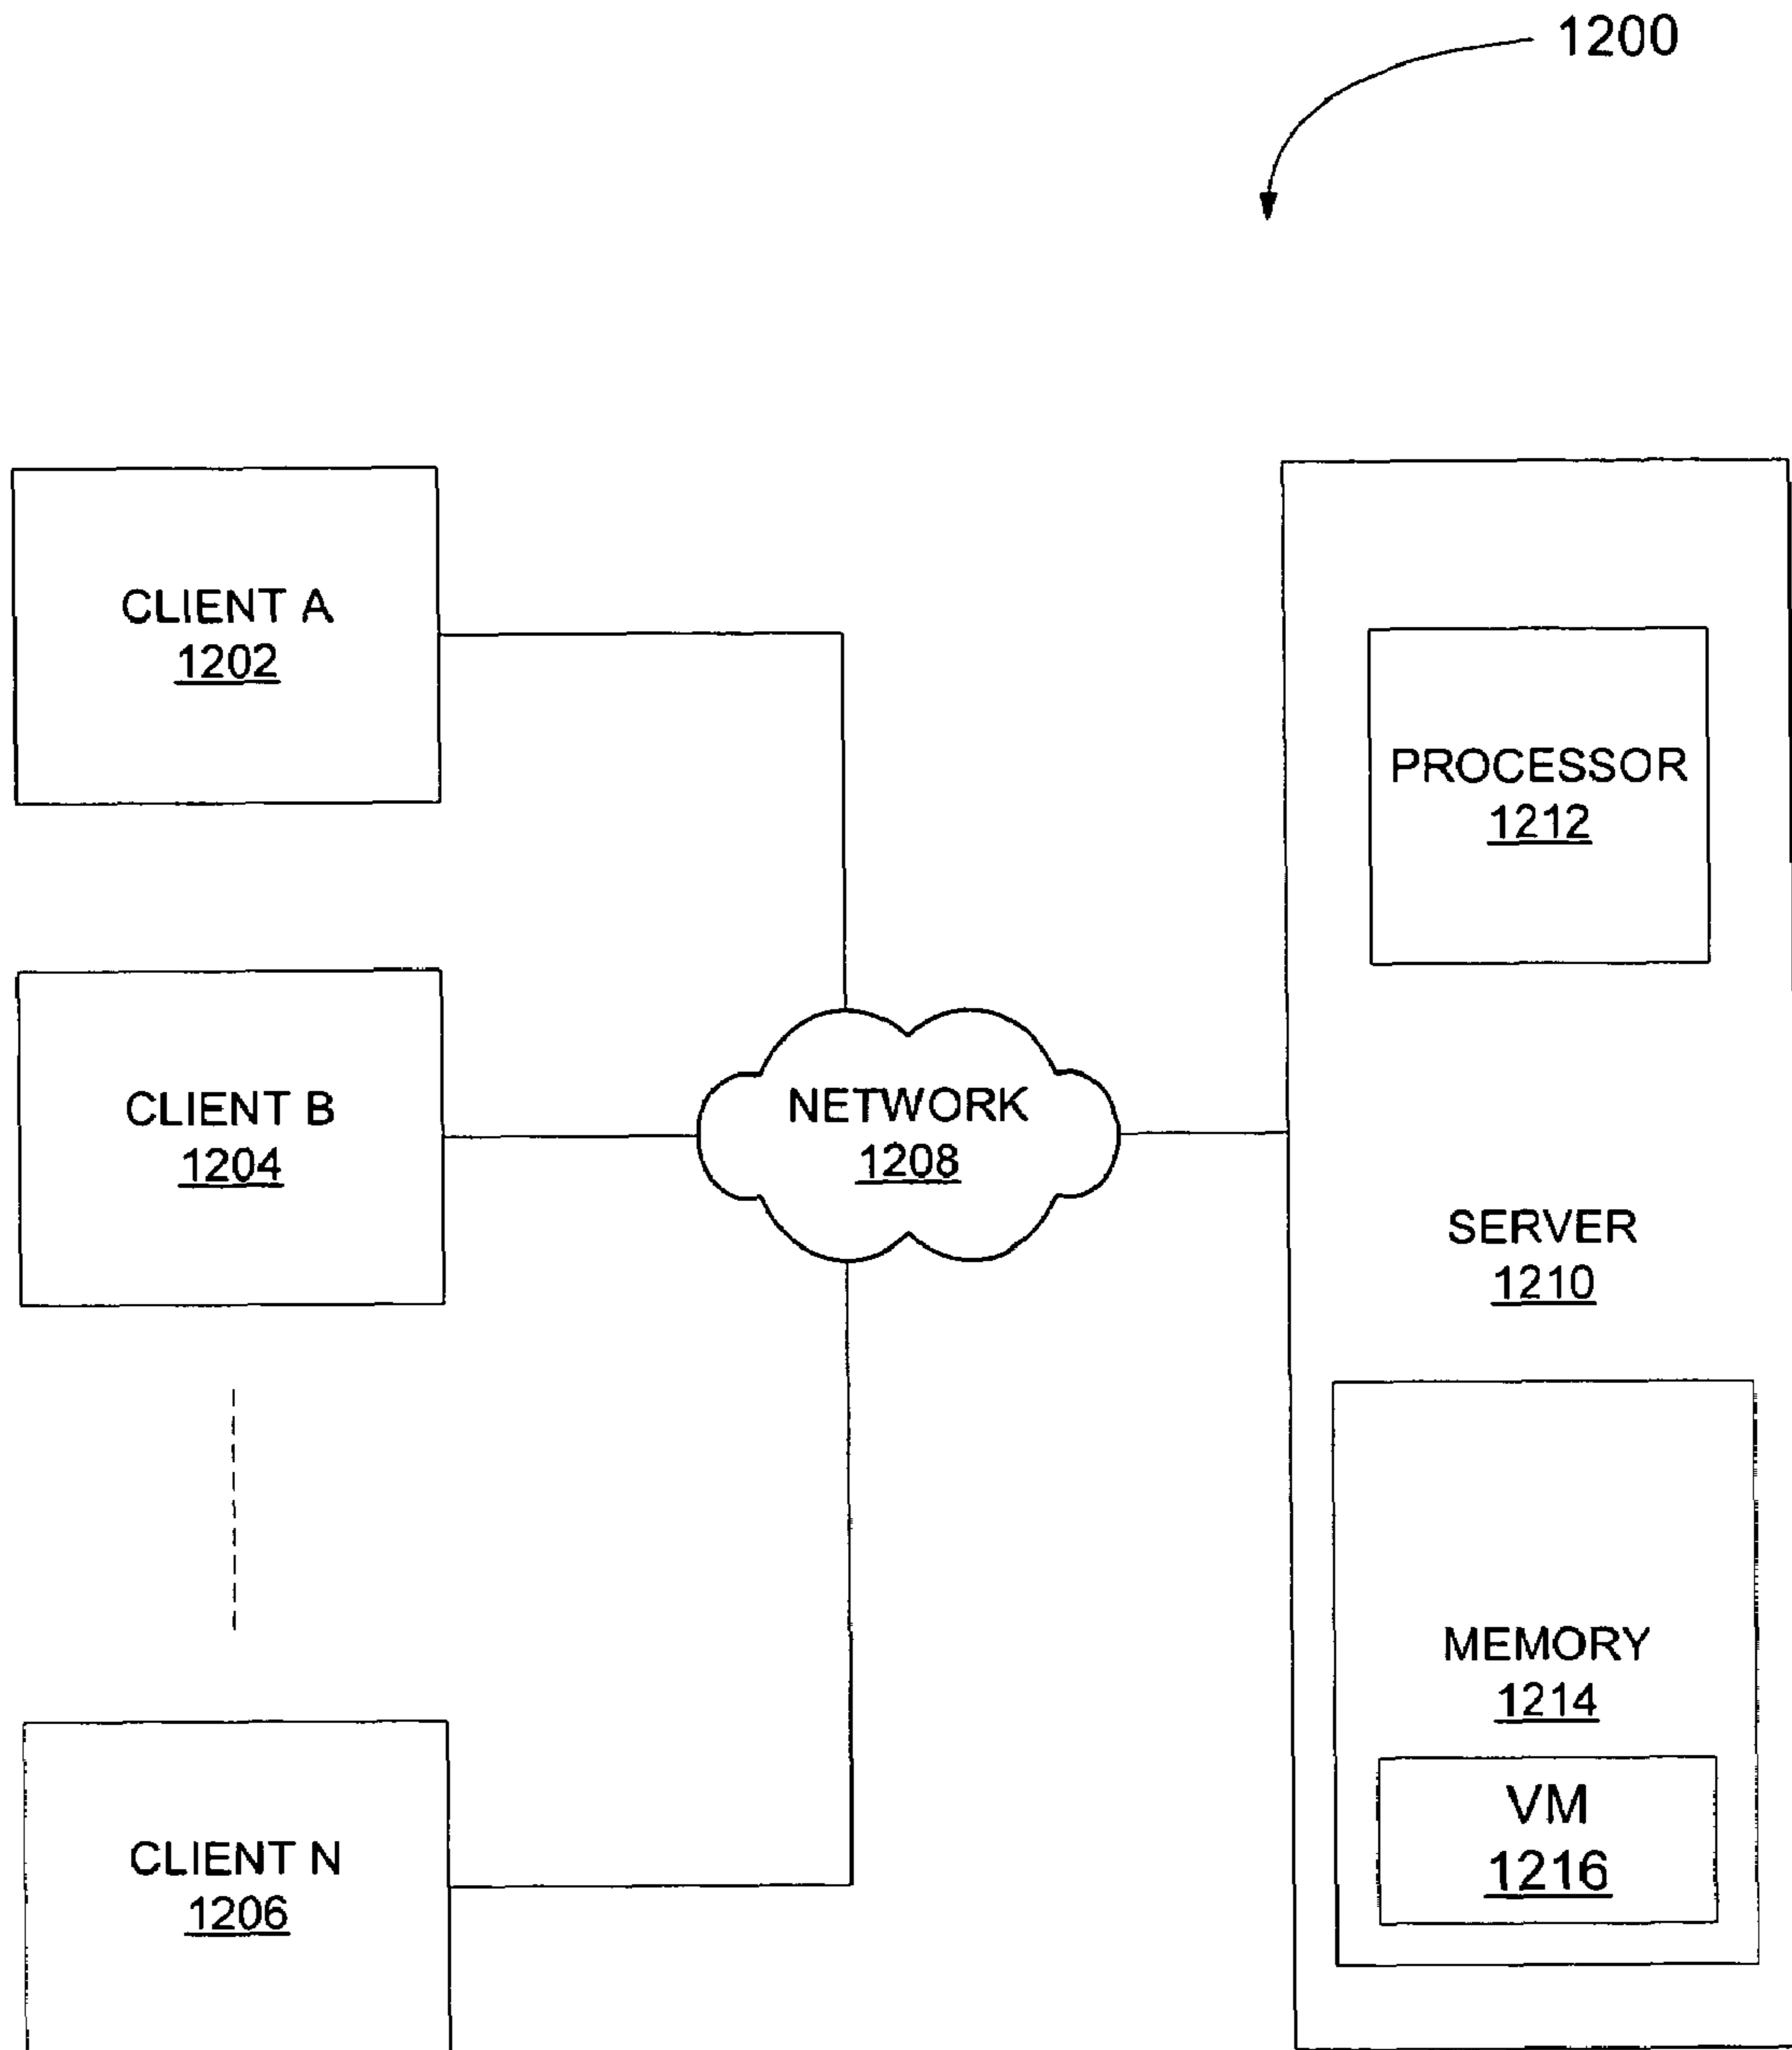 1200
CLIENT A
1202
PROCESSOR
1212
CLIENT B
1204
NETWORK
1208
SERVER
1210
MEMORY
1214
VM
1216
CLIENT N
1206